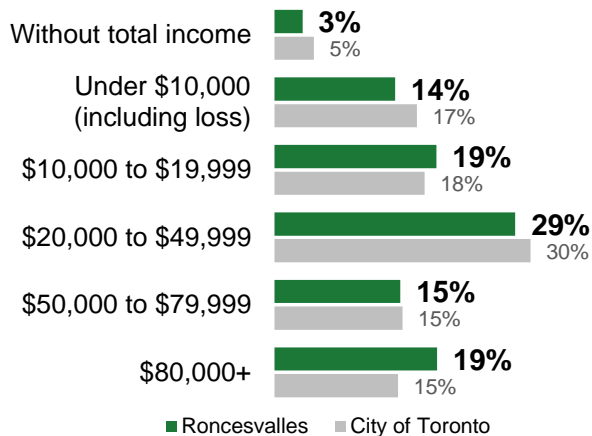 Without total income
3%
5%
Under $10,000
(including loss)
14%
17%
$10,000 to $19,999
19%
18%
$20,000 to $49,999
29%
30%
$50,000 to $79,999
15%
15%
$80,000+
19%
15%
Roncesvalles City of Toronto